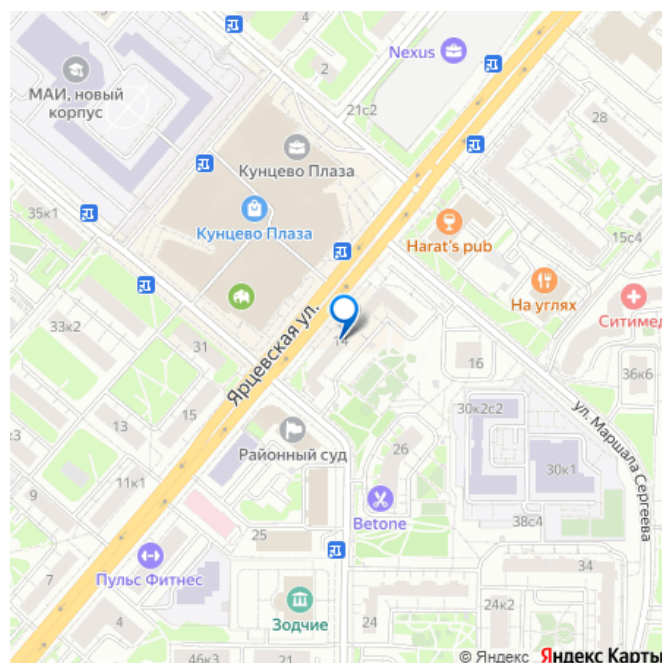 Nexus
2
21с2
МАИ, новый
корпус
28
Кунцево Плаза
35к1
Кунцево Плаза
Harat's pub
15с4
На углях
Ситимед
33к2
31
Ярцевская ул.
14
16
36к6
15
13
ул. Маршала Сергеева
30к2с2
Районный суд
26
30к1
9
11к1
Betone
38с4
25
7
Пульс Фитнес
34
4
Зодчие
24к2
46к3
21
© Яндекс Яндекс Карты